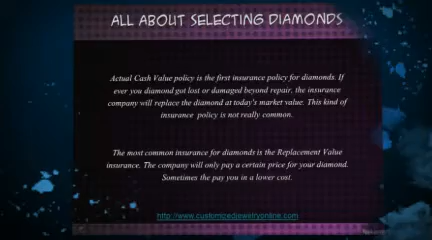 ALL ABOUT SELECTING DIAMONDS
Actual Cash Value policy is the first insurance policy for diamonds. If
ever you diamond got lost or damaged beyond repair, the insurance
company will replace the diamond at today's market value. This kind of
insurance policy is not really common.
The most common insurance for diamonds is the Replacement Value
insurance. The company will only pay a certain price for your diamond.
Sometimes the pay you in a lower cost.
http://www.customizedjewelryonline.com